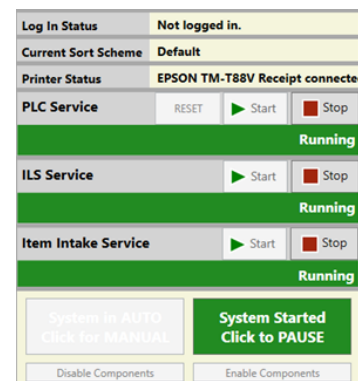 Log In Status Not logged in.
Current Sort Scheme Default
Printer Status EPSON TM-T88V Receipt connecte
PLC Service RESET Start Stop
Running
ILS Service Start Stop
Running
Item Intake Service Start Stop
Running
System in AUTO System Started
Click for MANUAL Click to PAUSE
Disable Components Enable Components